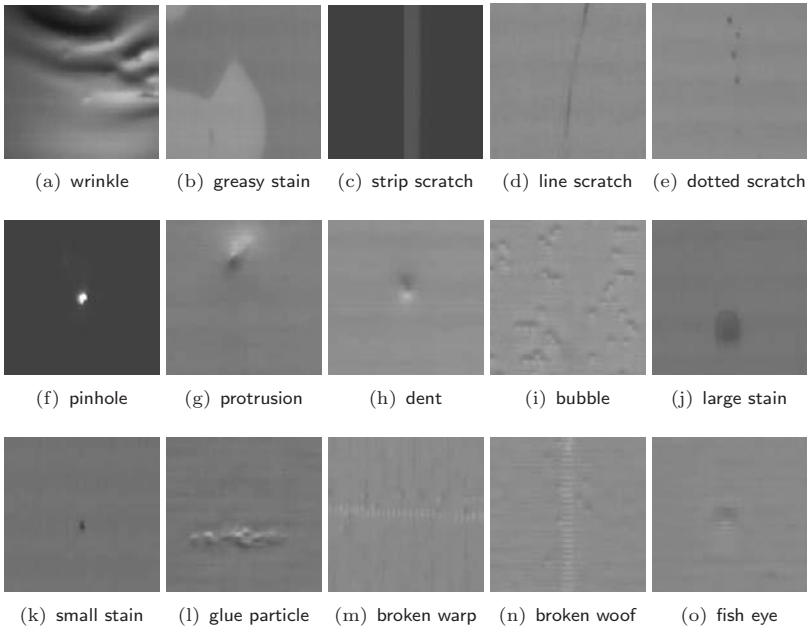 (a) wrinkle
(b) greasy stain
(c) strip scratch
(d) line scratch
(e) dotted scratch
(f) pinhole
(g) protrusion
(h) dent
(i) bubble
(j) large stain
(k) small stain
(l) glue particle
(m) broken warp
(n) broken woof
(o) fish eye